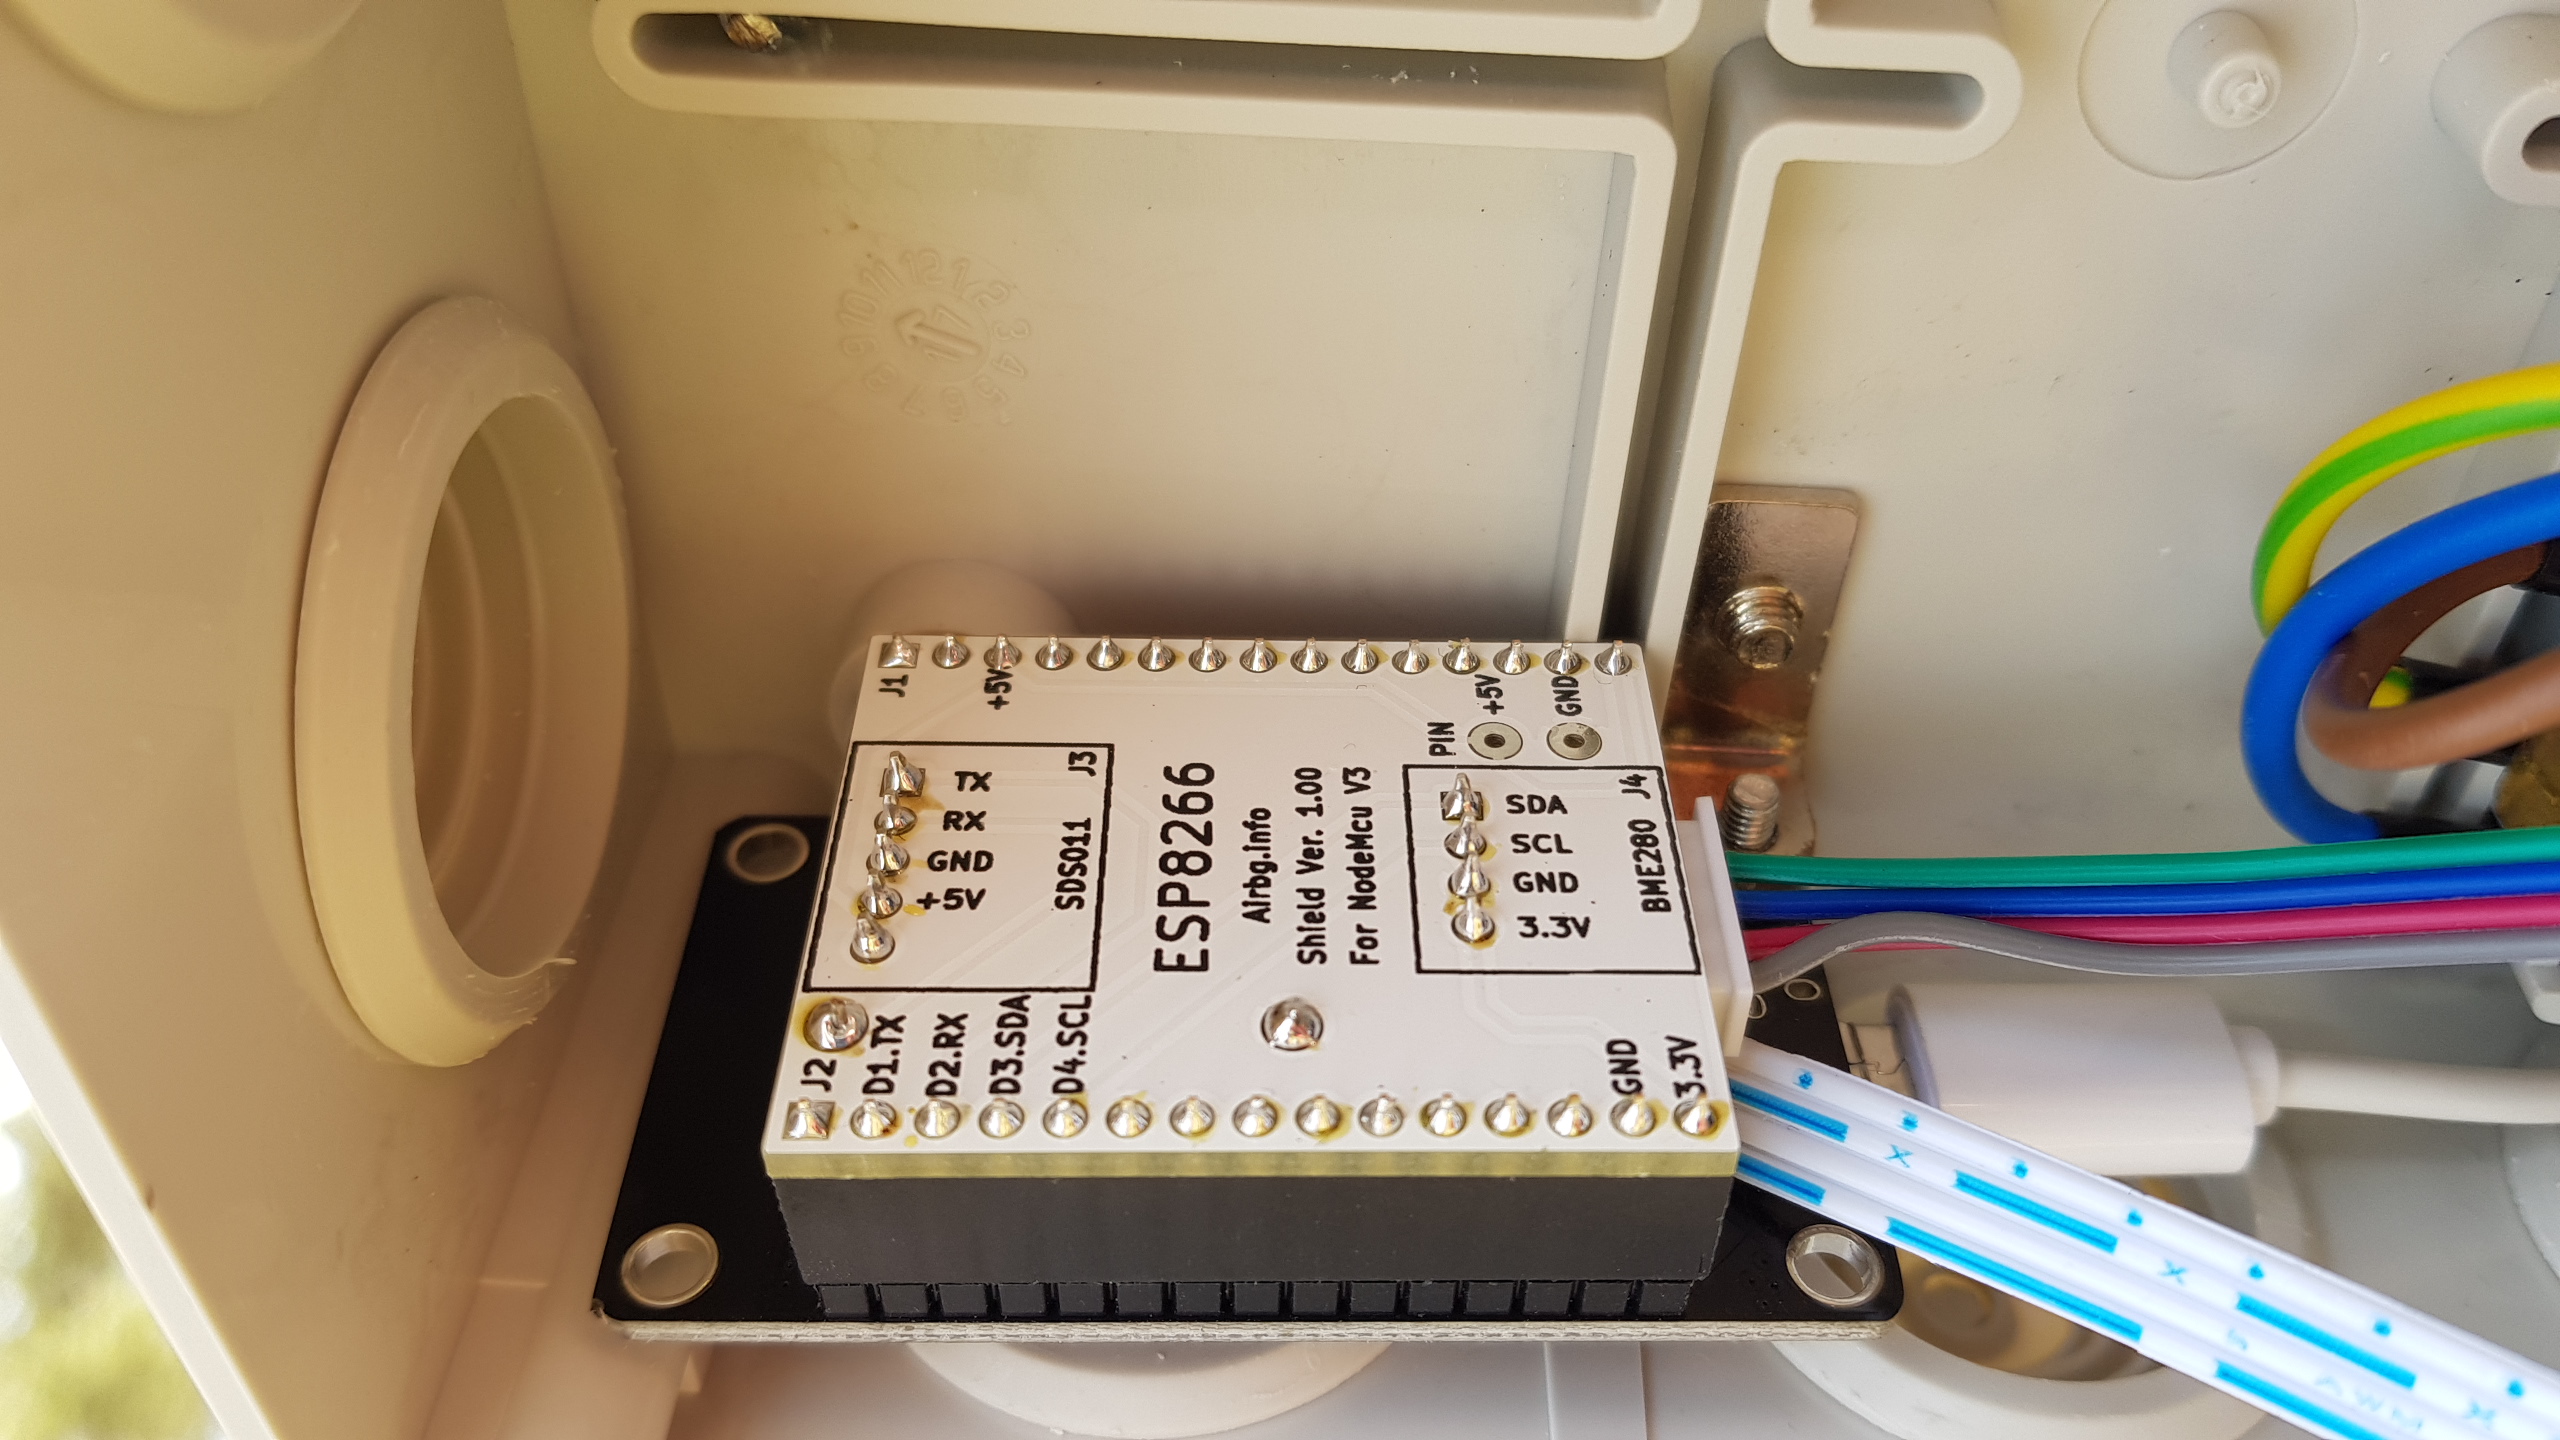 J2
D1.TX
D2.RX
D3.SDA
D4.SCL
+5V
GND
RX
TX
SDS011 J3
J1
+5V
ESP8266
Airbg.info
Shield Ver. 1.00
For NodeMcu V3
3.3V
GND
SCL
SDA
BME280 J4
PIN
+5V
GND
GND
3.3V